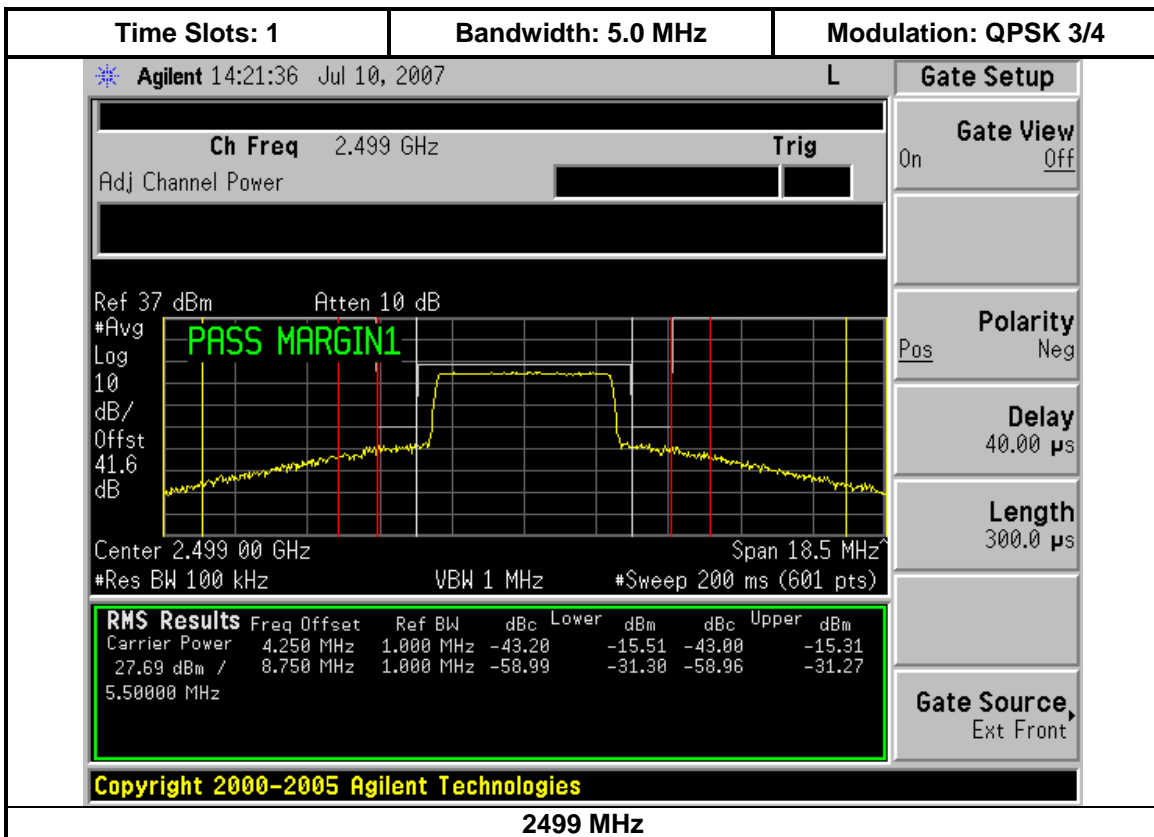 Time Slots: 1 Bandwidth: 5.0 MHz Modulation: QPSK 3/4
Agilent 14:21:36 Jul 10, 2007 L Gate Setup
Ch Freq 2.499 GHz Trig
Adj Channel Power
Gate View
On Off
Ref 37 dBm Atten 10 dB
#Avg
Log
10
dB/
Offst
41.6
dB
PASS MARGIN1
Polarity
Pos Neg
Delay
40.00 µs
Length
300.0 µs
Center 2.499 00 GHz Span 18.5 MHz^
#Res BW 100 kHz VBW 1 MHz #Sweep 200 ms (601 pts)
RMS Results Freq Offset Ref BW dBc Lower dBm dBc Upper dBm
Carrier Power 4.250 MHz 1.000 MHz -43.20 -15.51 -43.00 -15.31
27.69 dBm / 8.750 MHz 1.000 MHz -58.99 -31.30 -58.96 -31.27
5.50000 MHz
Gate Source
Ext Front
Copyright 2000-2005 Agilent Technologies
2499 MHz